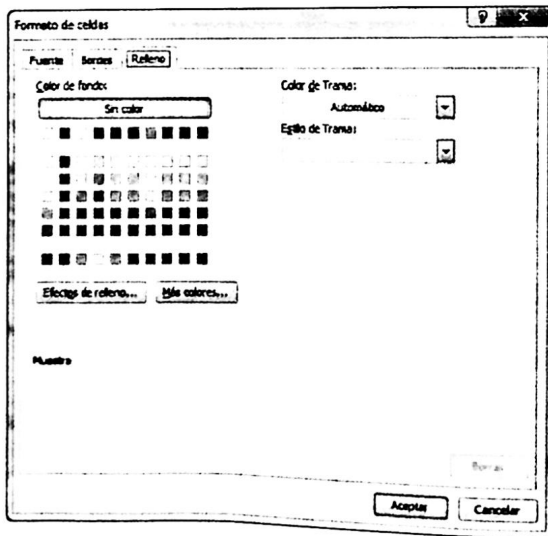 Formato de celdas
Fuente Bordes Relleno
Color de fondo:
Sin color
Color de Trama:
Automático
Estilo de Trama:
Efectos de relleno... Más colores...
Muestra
Borrar
Aceptar Cancelar